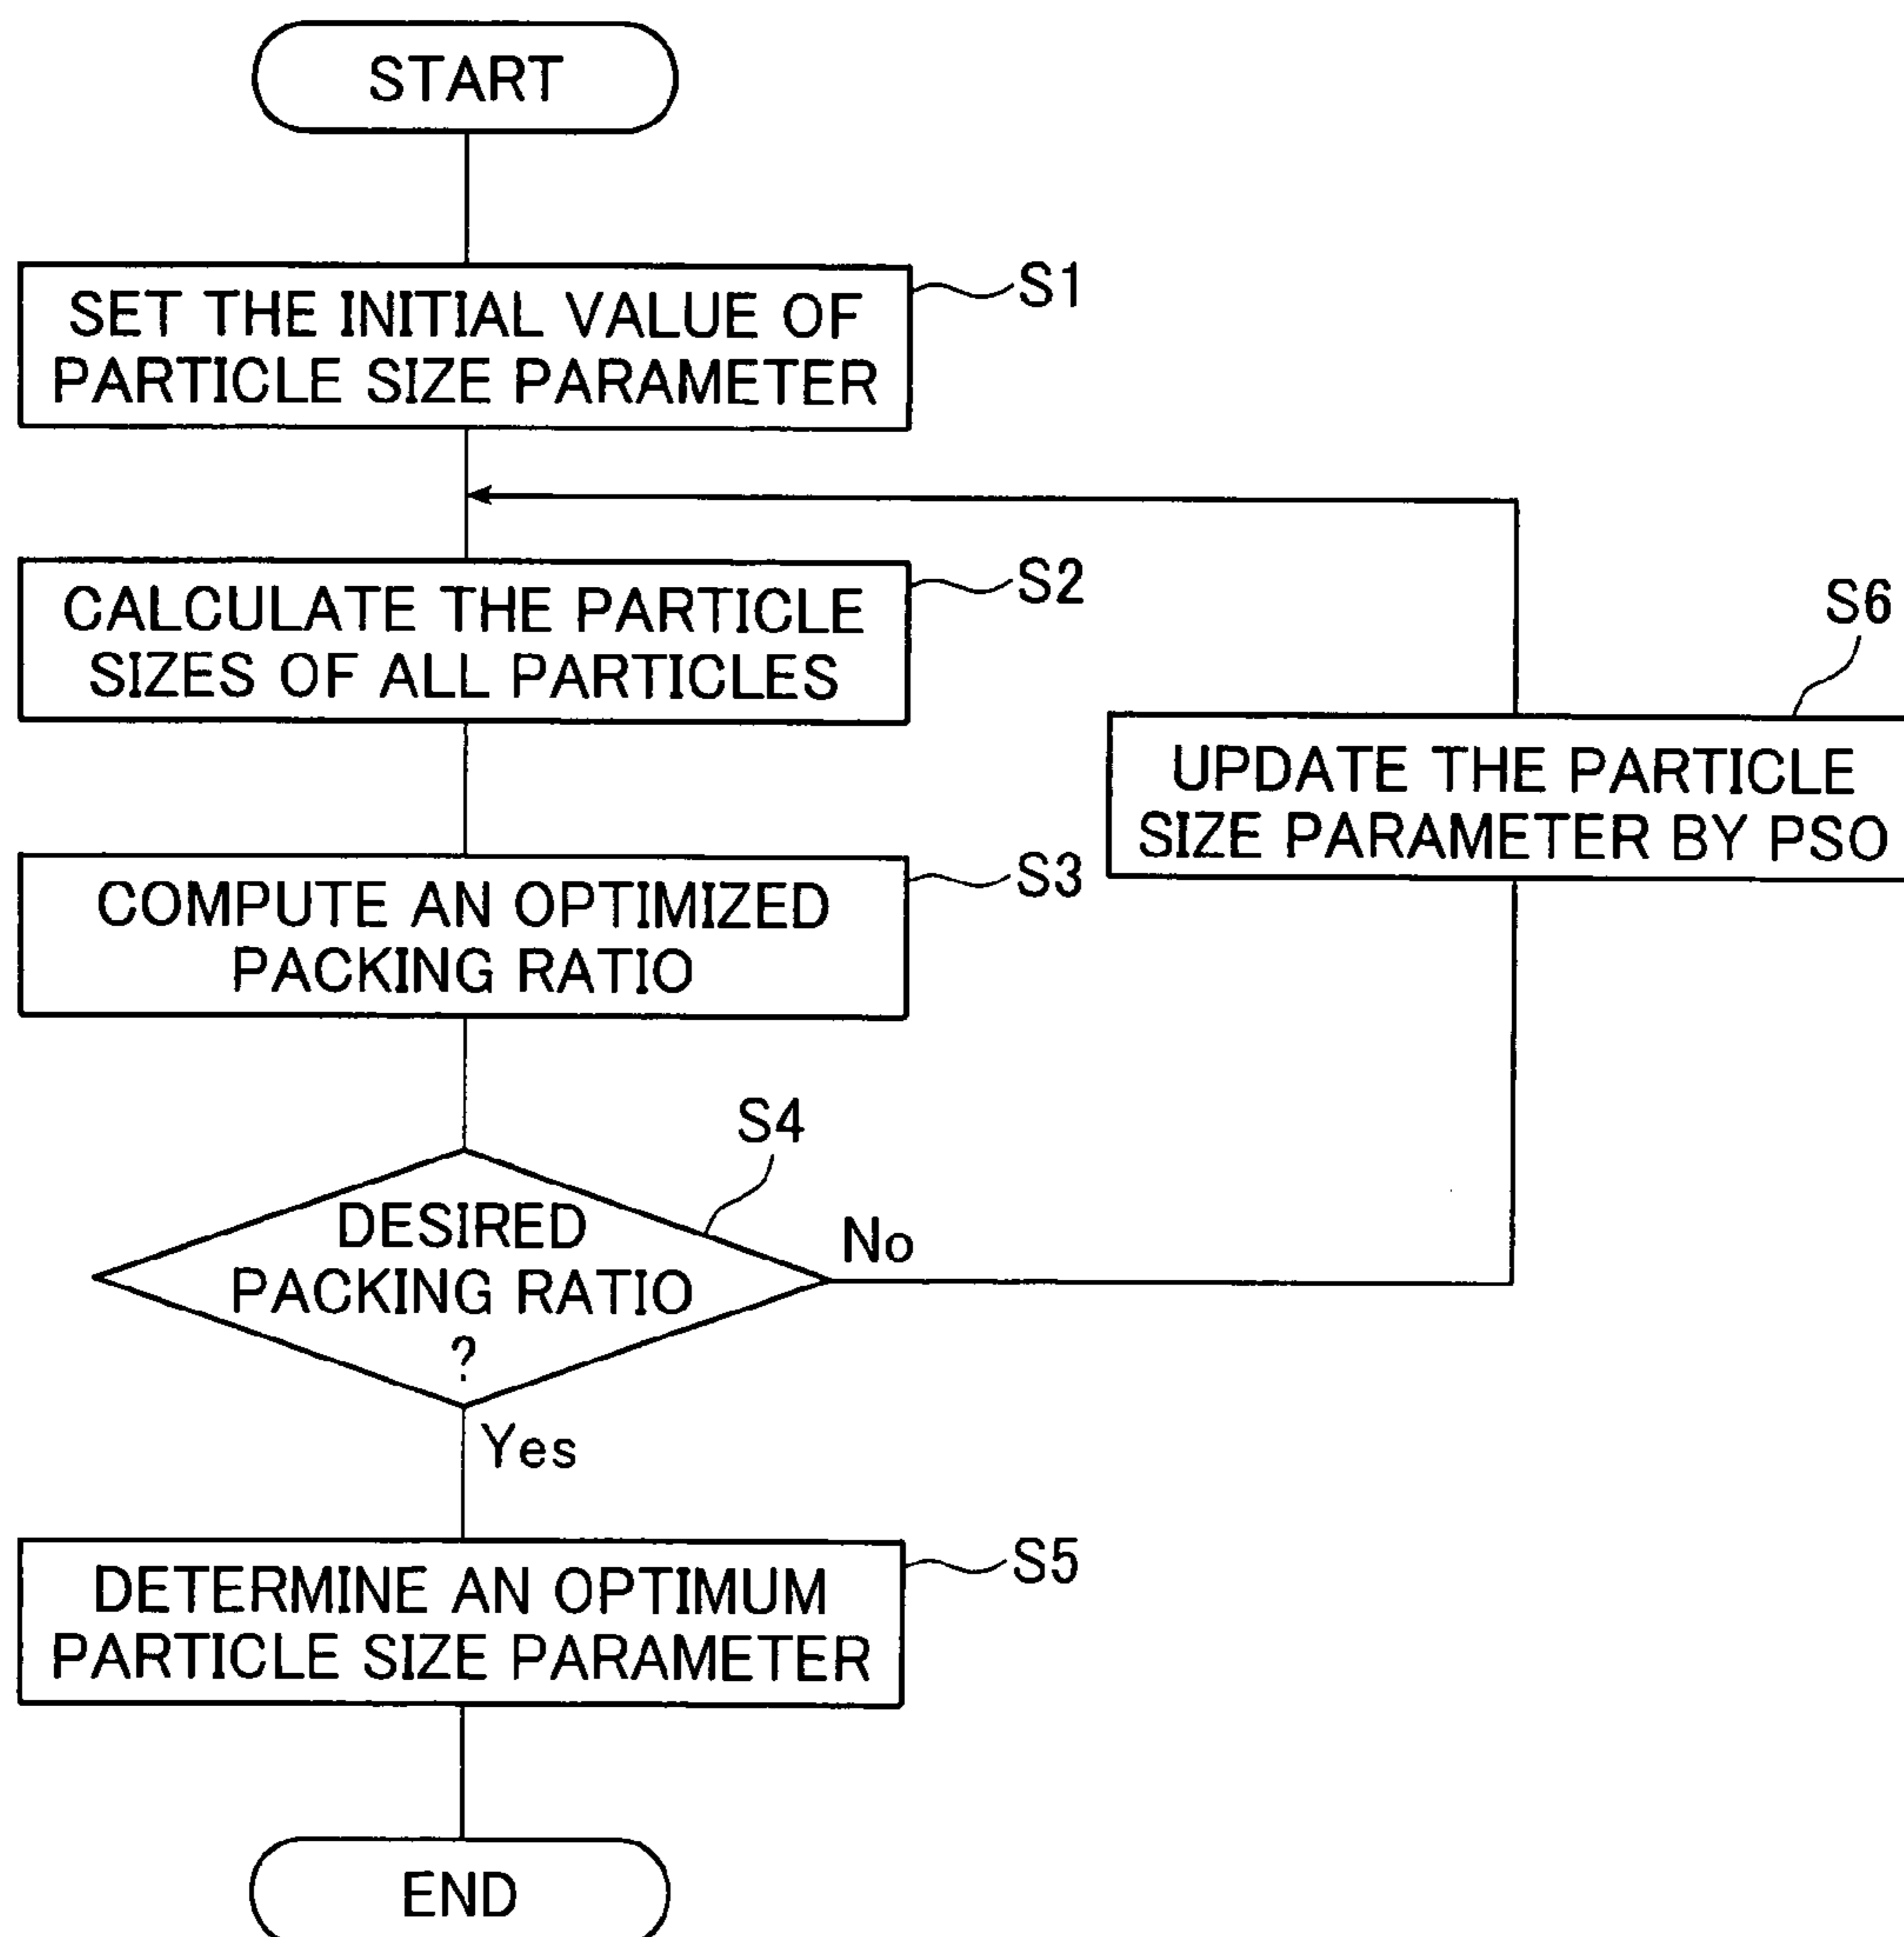 START
SET THE INITIAL VALUE OF
PARTICLE SIZE PARAMETER
S1
CALCULATE THE PARTICLE
SIZES OF ALL PARTICLES
S2
S6
UPDATE THE PARTICLE
SIZE PARAMETER BY PSO
COMPUTE AN OPTIMIZED
PACKING RATIO
S3
S4
DESIRED
PACKING RATIO
?
No
Yes
DETERMINE AN OPTIMUM
PARTICLE SIZE PARAMETER
S5
END